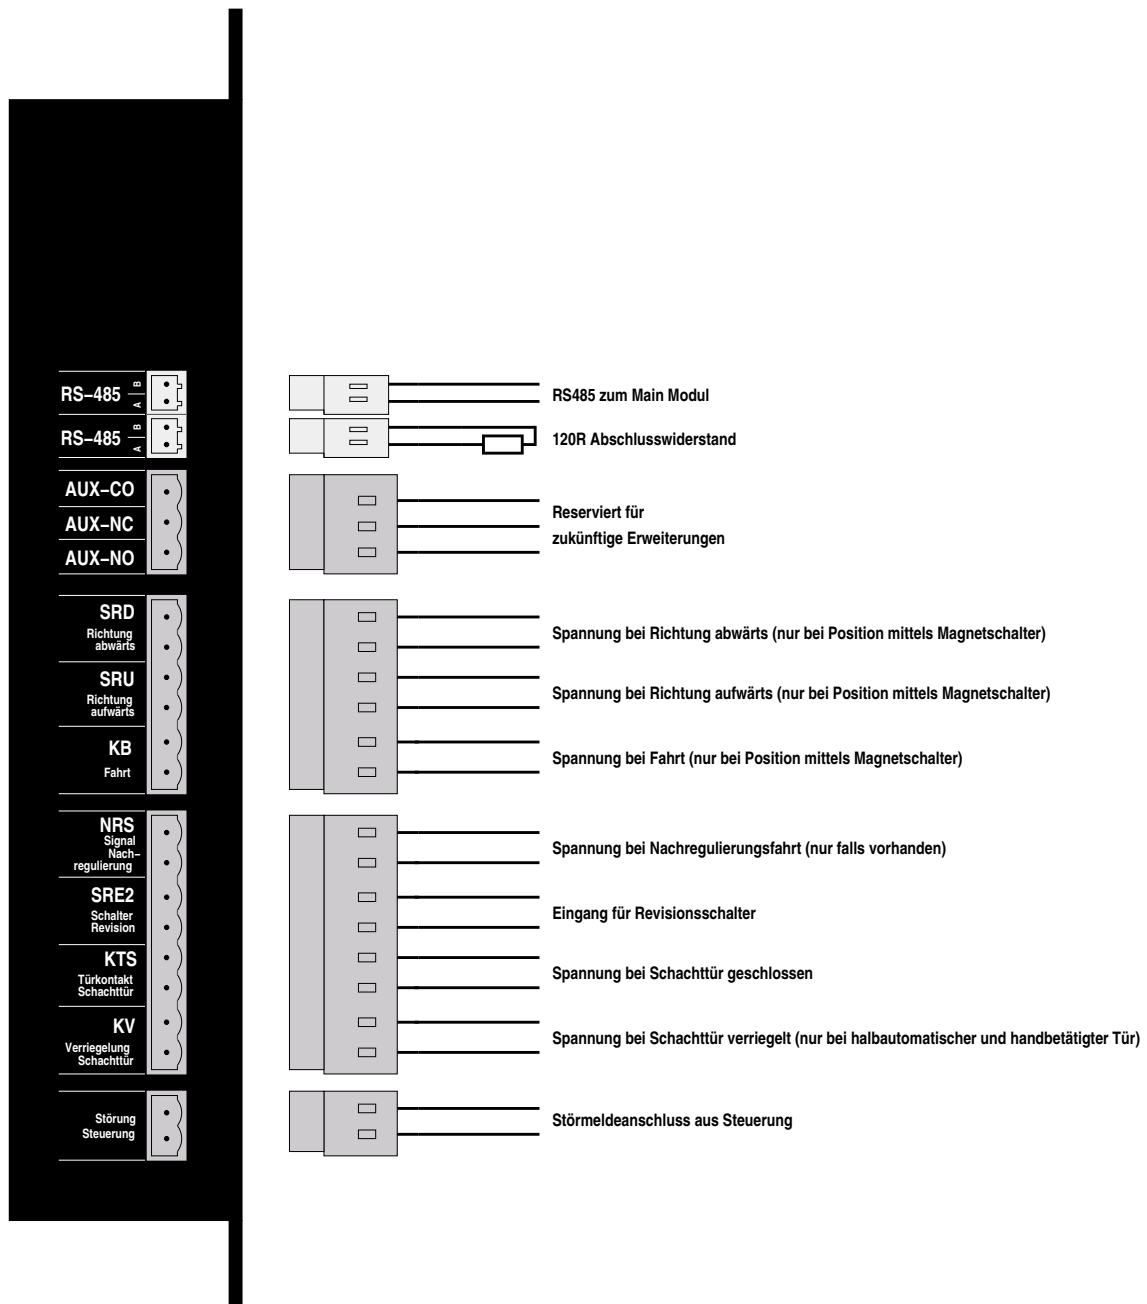 RS–485
B
A
RS485 zum Main Modul
RS–485
B
A
120R Abschlusswiderstand
AUX–CO
AUX–NC
AUX–NO
Reserviert für
zukünftige Erweiterungen
SRD
Richtung
abwärts
Spannung bei Richtung abwärts (nur bei Position mittels Magnetschalter)
SRU
Richtung
aufwärts
Spannung bei Richtung aufwärts (nur bei Position mittels Magnetschalter)
KB
Fahrt
Spannung bei Fahrt (nur bei Position mittels Magnetschalter)
NRS
Signal
Nach–
regulierung
Spannung bei Nachregulierungsfahrt (nur falls vorhanden)
SRE2
Schalter
Revision
Eingang für Revisionsschalter
KTS
Türkontakt
Schachttür
Spannung bei Schachttür geschlossen
KV
Verriegelung
Schachttür
Spannung bei Schachttür verriegelt (nur bei halbautomatischer und handbetätigter Tür)
Störung
Steuerung
Störmeldeanschluss aus Steuerung